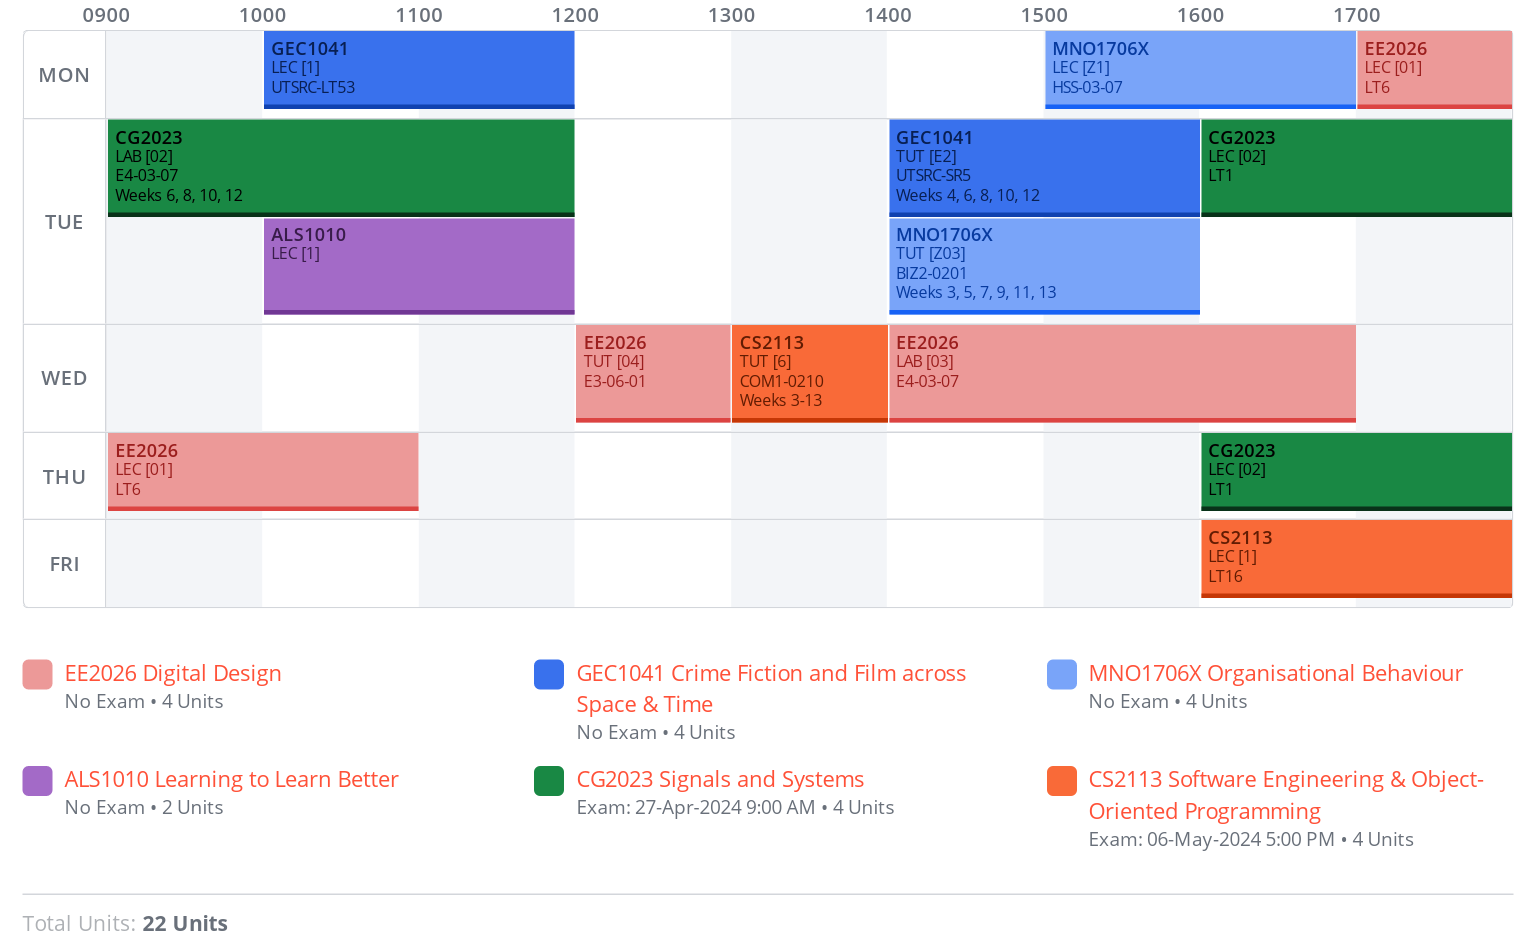 0900 1000 1100 1200 1300 1400 1500 1600 1700
MON
GEC1041
LEC [1]
UTSRC-LT53
MNO1706X
LEC [Z1]
HSS-03-07
EE2026
LEC [01]
LT6
TUE
CG2023
LAB [02]
E4-03-07
Weeks 6, 8, 10, 12
GEC1041
TUT [E2]
UTSRC-SR5
Weeks 4, 6, 8, 10, 12
CG2023
LEC [02]
LT1
ALS1010
LEC [1]
MNO1706X
TUT [Z03]
BIZ2-0201
Weeks 3, 5, 7, 9, 11, 13
WED
EE2026
TUT [04]
E3-06-01
CS2113
TUT [6]
COM1-0210
Weeks 3-13
EE2026
LAB [03]
E4-03-07
THU
EE2026
LEC [01]
LT6
CG2023
LEC [02]
LT1
FRI
CS2113
LEC [1]
LT16
EE2026 Digital Design
No Exam • 4 Units
GEC1041 Crime Fiction and Film across
Space & Time
No Exam • 4 Units
MNO1706X Organisational Behaviour
No Exam • 4 Units
ALS1010 Learning to Learn Better
No Exam • 2 Units
CG2023 Signals and Systems
Exam: 27-Apr-2024 9:00 AM • 4 Units
CS2113 Software Engineering & Object-
Oriented Programming
Exam: 06-May-2024 5:00 PM • 4 Units
Total Units: 22 Units